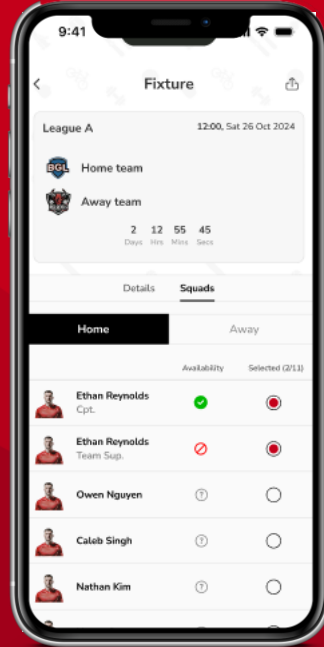 9:41
Fixture
League A
12:00, Sat 26 Oct 2024
BGL
Home team
Away team
2 12 55 45
Days Hrs Mins Secs
Details Squads
Home Away
Availability Selected (2/11)
Ethan Reynolds
Cpt.
Ethan Reynolds
Team Sup.
Owen Nguyen
?
Caleb Singh
?
Nathan Kim
?